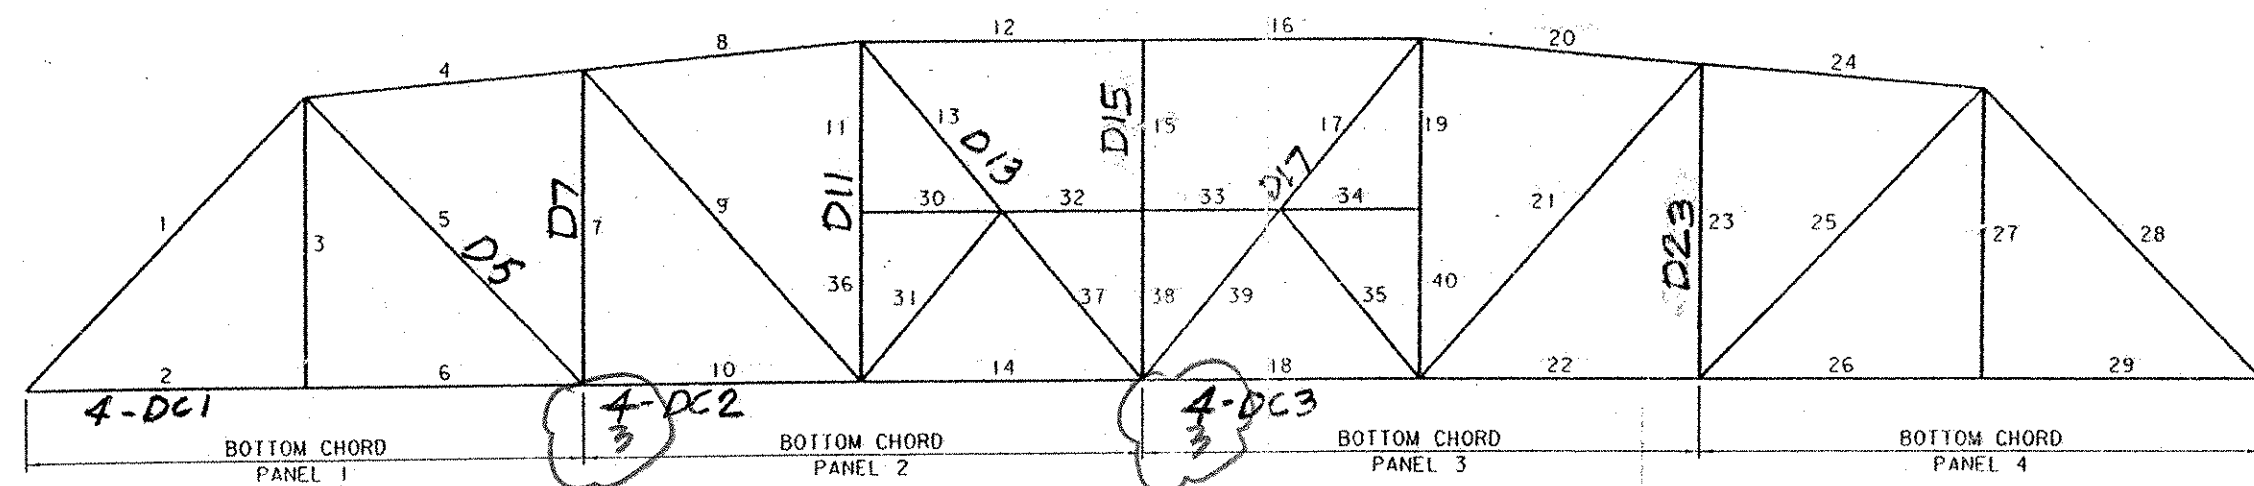 12
16
8
20
4
24
11
13
D13
D15
15
17
D17
19
D7
D11
30
32
33
34
21
1
3
5
D5
7
9
D23
23
25
27
28
36
31
37
38
39
35
40
2
6
10
14
18
22
26
29
4-DC1
4-DC2
3
4-DC3
3
BOTTOM CHORD
PANEL 1
BOTTOM CHORD
PANEL 2
BOTTOM CHORD
PANEL 3
BOTTOM CHORD
PANEL 4